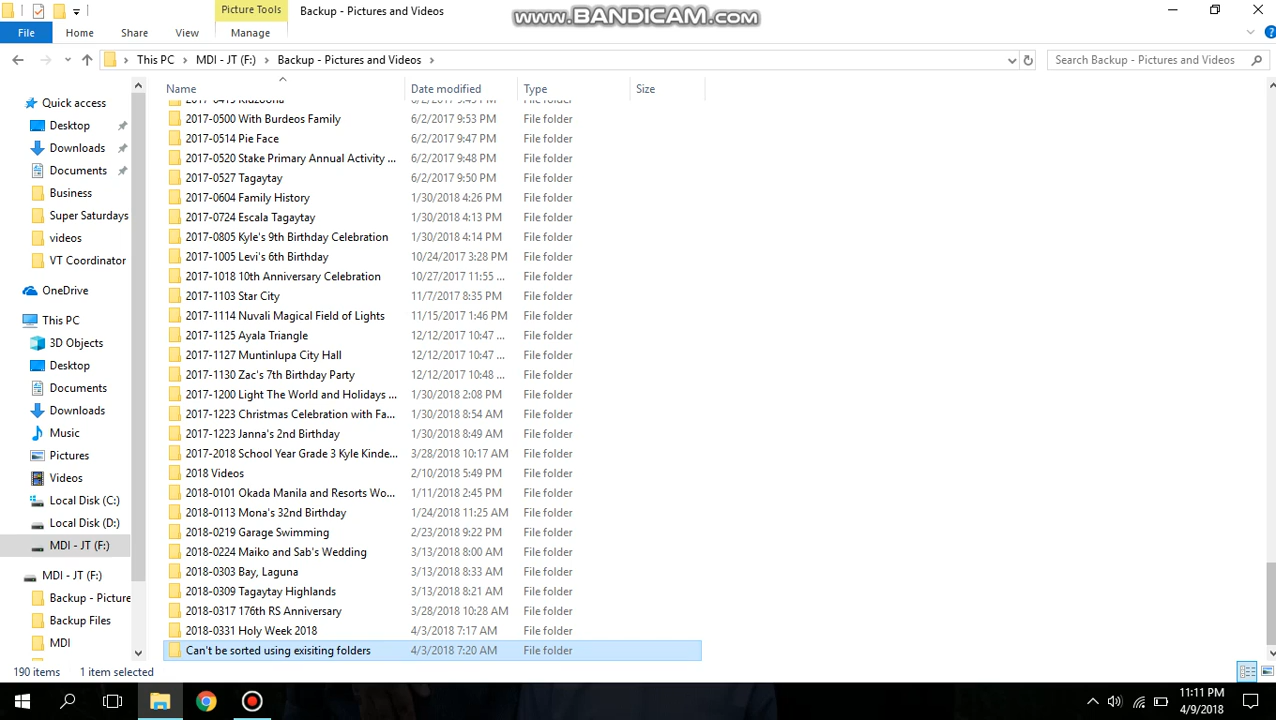 Picture Tools
Backup - Pictures and Videos
www.BANDICAM.com
File
Home
Share
View
Manage
This PC
MDI - JT (F:)
Backup - Pictures and Videos
Search Backup - Pictures and Videos
Name
Date modified
Type
Size
Quick access
Desktop
Downloads
Documents
Business
Super Saturdays
videos
VT Coordinator
OneDrive
This PC
3D Objects
Desktop
Documents
Downloads
Music
Pictures
Videos
Local Disk (C:)
Local Disk (D:)
MDI - JT (F:)
MDI - JT (F:)
Backup - Picture
Backup Files
MDI
2017-0500 With Burdeos Family 6/2/2017 9:53 PM File folder
2017-0514 Pie Face 6/2/2017 9:47 PM File folder
2017-0520 Stake Primary Annual Activity ... 6/2/2017 9:48 PM File folder
2017-0527 Tagaytay 6/2/2017 9:50 PM File folder
2017-0604 Family History 1/30/2018 4:26 PM File folder
2017-0724 Escala Tagaytay 1/30/2018 4:13 PM File folder
2017-0805 Kyle's 9th Birthday Celebration 1/30/2018 4:14 PM File folder
2017-1005 Levi's 6th Birthday 10/24/2017 3:28 PM File folder
2017-1018 10th Anniversary Celebration 10/27/2017 11:55 ... File folder
2017-1103 Star City 11/7/2017 8:35 PM File folder
2017-1114 Nuvali Magical Field of Lights 11/15/2017 1:46 PM File folder
2017-1125 Ayala Triangle 12/12/2017 10:47 ... File folder
2017-1127 Muntinlupa City Hall 12/12/2017 10:47 ... File folder
2017-1130 Zac's 7th Birthday Party 12/12/2017 10:48 ... File folder
2017-1200 Light The World and Holidays ... 1/30/2018 2:08 PM File folder
2017-1223 Christmas Celebration with Fa... 1/30/2018 8:54 AM File folder
2017-1223 Janna's 2nd Birthday 1/30/2018 8:49 AM File folder
2017-2018 School Year Grade 3 Kyle Kinde... 3/28/2018 10:17 AM File folder
2018 Videos 2/10/2018 5:49 PM File folder
2018-0101 Okada Manila and Resorts Wo... 1/11/2018 2:45 PM File folder
2018-0113 Mona's 32nd Birthday 1/24/2018 11:25 AM File folder
2018-0219 Garage Swimming 2/23/2018 9:22 PM File folder
2018-0224 Maiko and Sab's Wedding 3/13/2018 8:00 AM File folder
2018-0303 Bay, Laguna 3/13/2018 8:33 AM File folder
2018-0309 Tagaytay Highlands 3/13/2018 8:21 AM File folder
2018-0317 176th RS Anniversary 3/28/2018 10:28 AM File folder
2018-0331 Holy Week 2018 4/3/2018 7:17 AM File folder
Can't be sorted using exisiting folders 4/3/2018 7:20 AM File folder
190 items 1 item selected
11:11 PM
4/9/2018